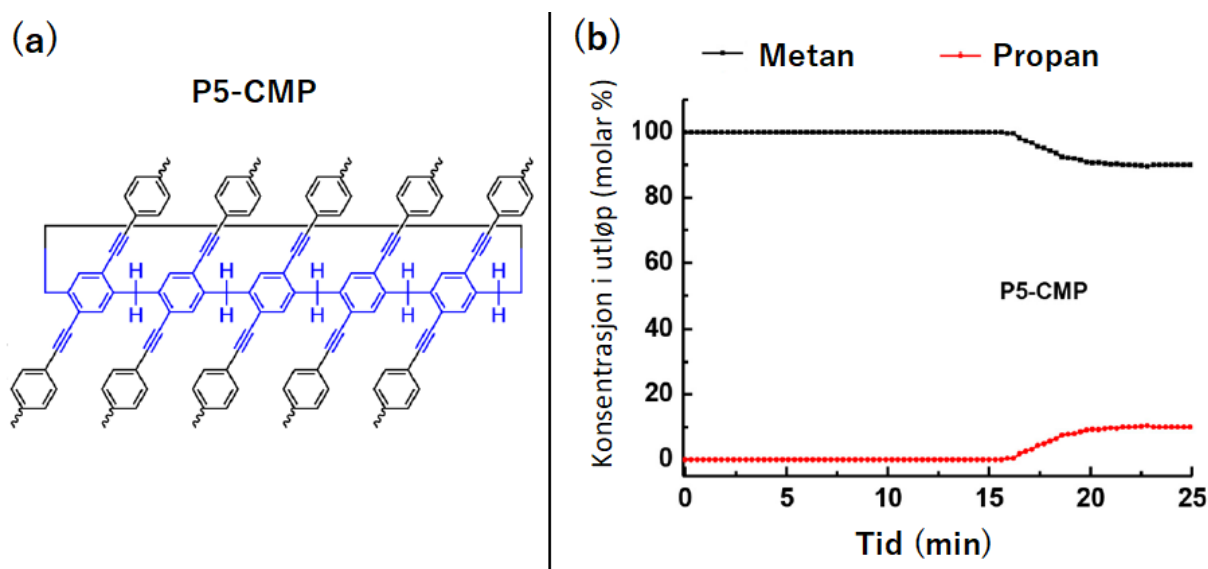 (a)
P5-CMP
H H H H H
H H H H H
(b)
Metan
Propan
Konsentrasjon i utløp (molar %)
100
80
60
40
20
0
P5-CMP
0 5 10 15 20 25
Tid (min)